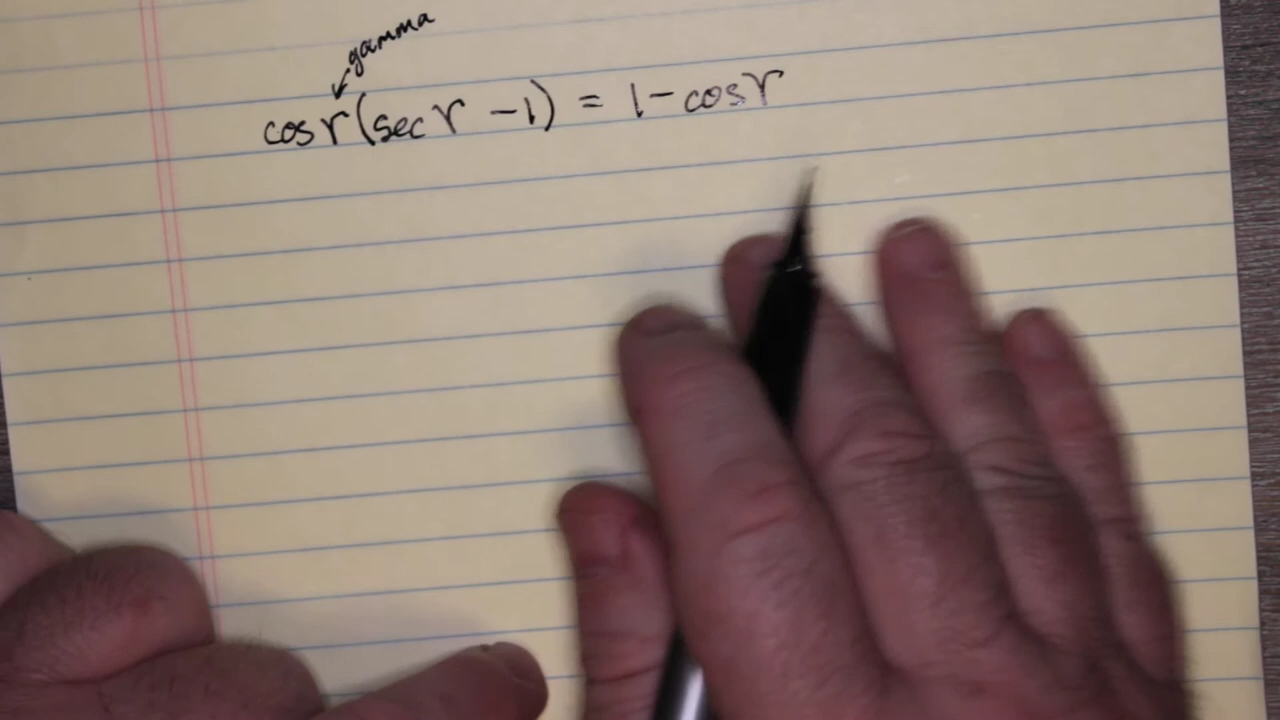 gamma
cos γ (sec γ - 1) = 1 - cos γ